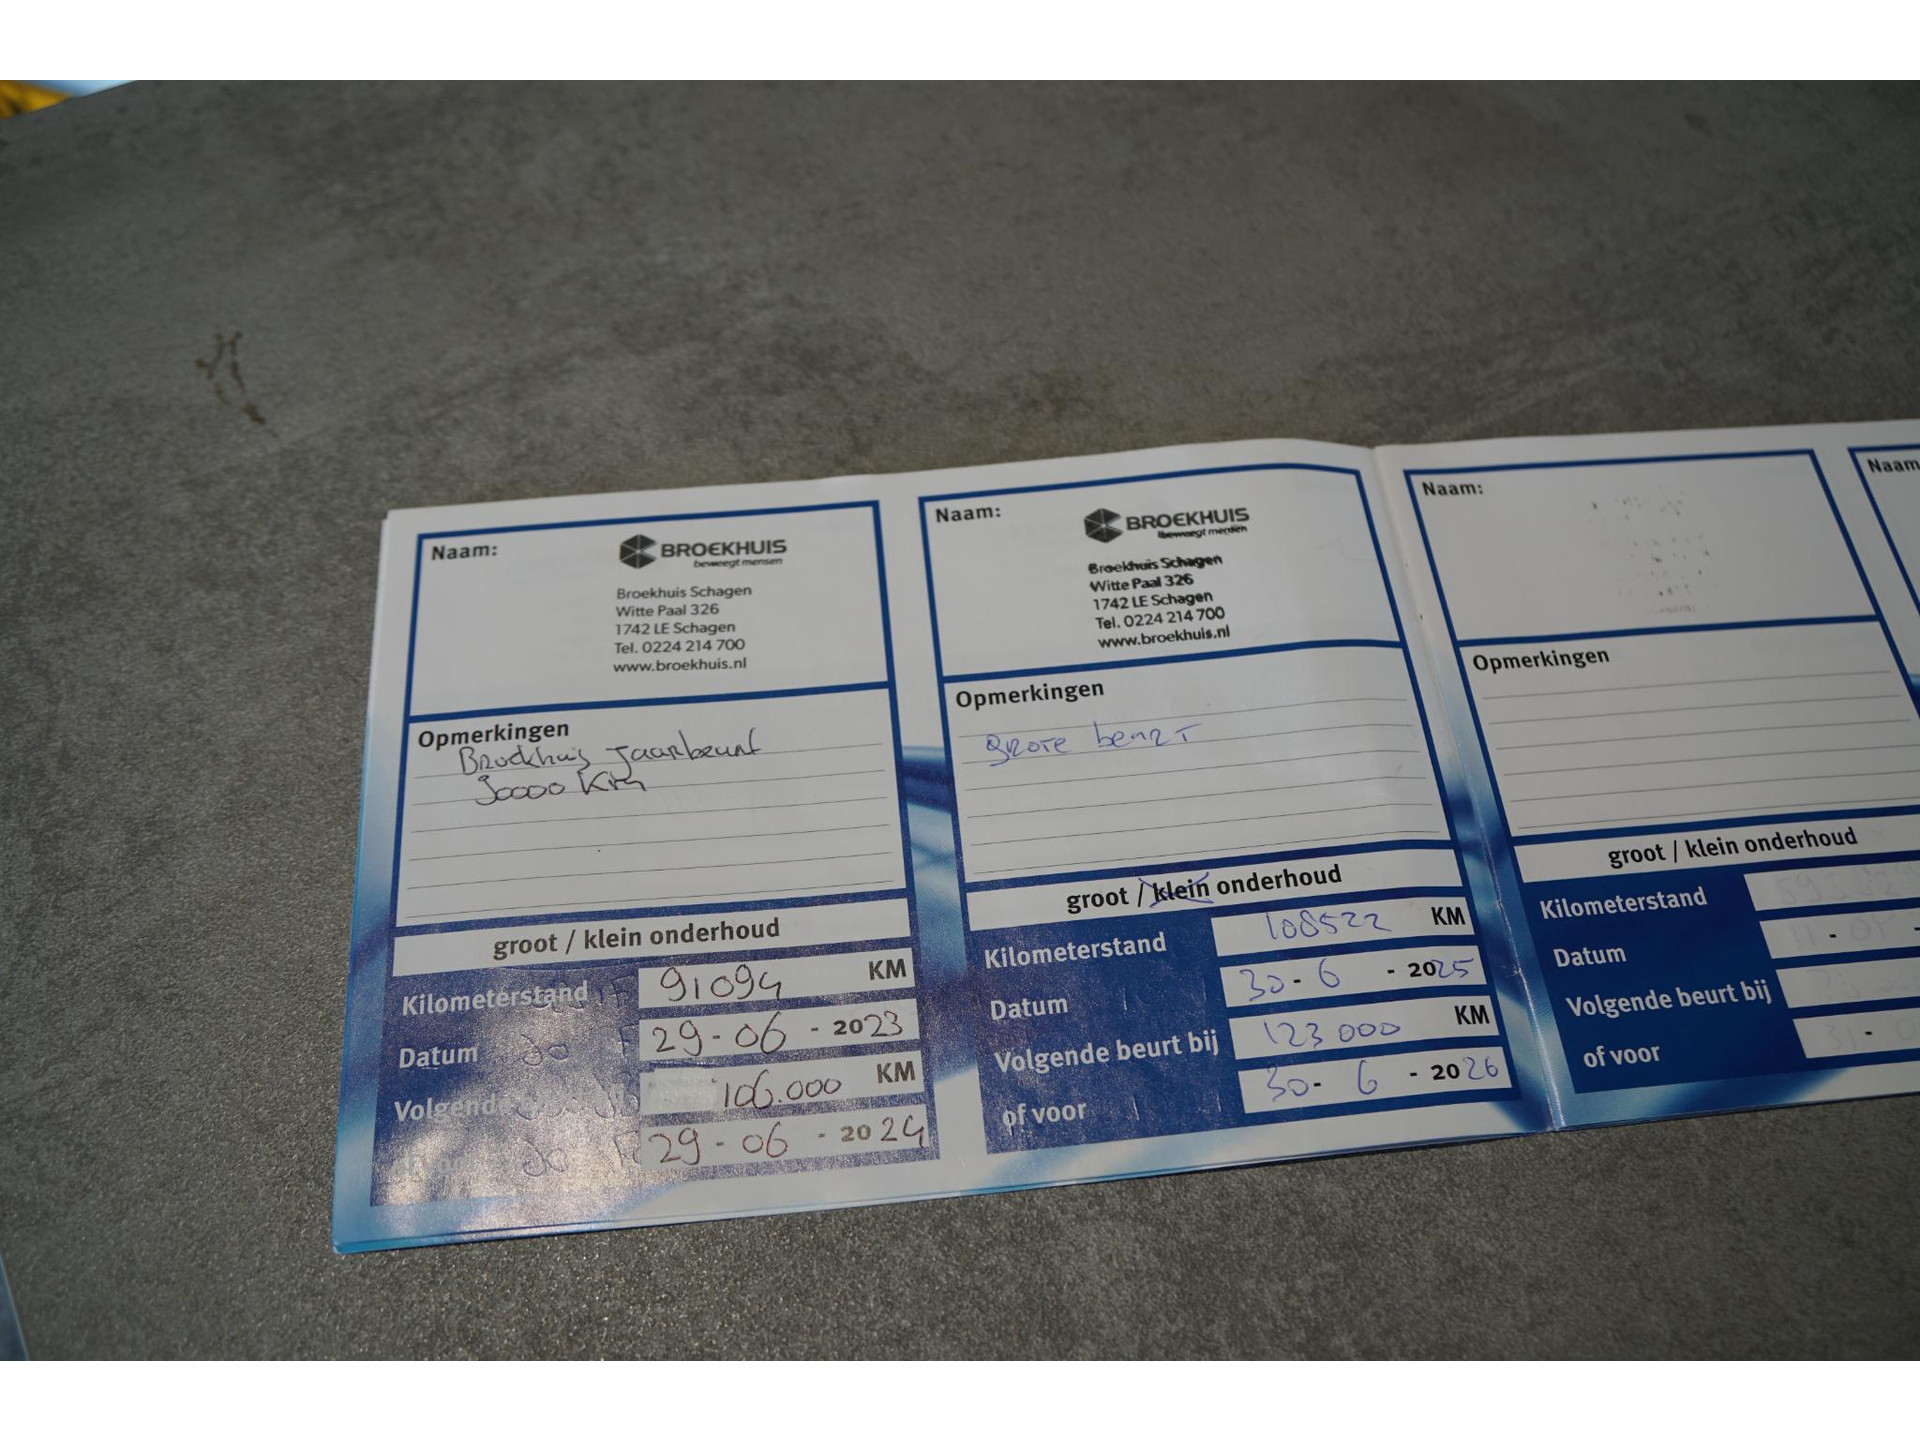 Naam:
BROEKHUIS
beweegt mensen
Broekhuis Schagen
Witte Paal 326
1742 LE Schagen
Tel. 0224 214 700
www.broekhuis.nl
Opmerkingen
Broekhuis Jaarbeurt
30000 Km
groot / klein onderhoud
Kilometerstand 91094 KM
Datum 29-06-2023
Volgende 106.000 KM
29-06-2024
Naam:
BROEKHUIS
beweegt mensen
Broekhuis Schagen
Witte Paal 326
1742 LE Schagen
Tel. 0224 214 700
www.broekhuis.nl
Opmerkingen
grote beurt
groot / klein onderhoud
Kilometerstand 108522 KM
Datum 30-6-2025
Volgende beurt bij 123000 KM
of voor 30-6-2026
Naam:
Opmerkingen
groot / klein onderhoud
Kilometerstand
Datum
Volgende beurt bij
of voor
Naam